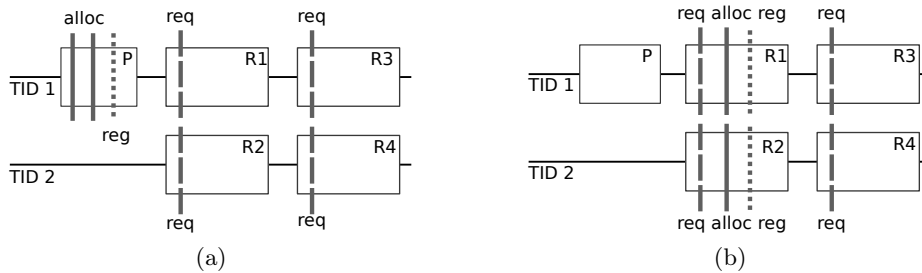 alloc req req
P R1 R3
TID 1
reg
R2 R4
TID 2
req req
(a)
req alloc reg req
P R1 R3
TID 1
R2 R4
TID 2
req alloc reg req
(b)